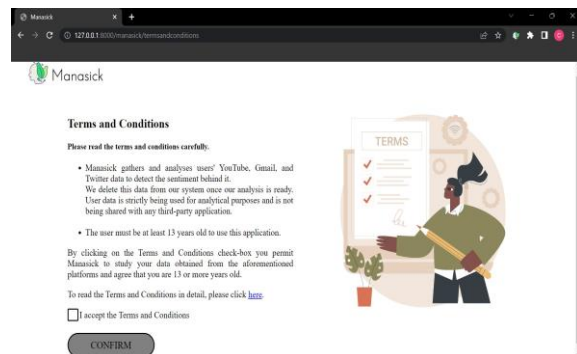 Manasick
127.0.0.1:8000/manasick/termsandconditions
Manasick
Terms and Conditions
Please read the terms and conditions carefully.
• Manasick gathers and analyses users' YouTube, Gmail, and
Twitter data to detect the sentiment behind it.
We delete this data from our system once our analysis is ready.
User data is strictly being used for analytical purposes and is not
being shared with any third-party application.
• The user must be at least 13 years old to use this application.
By clicking on the Terms and Conditions check-box you permit
Manasick to study your data obtained from the aforementioned
platforms and agree that you are 13 or more years old.
To read the Terms and Conditions in detail, please click here.
I accept the Terms and Conditions
CONFIRM
TERMS